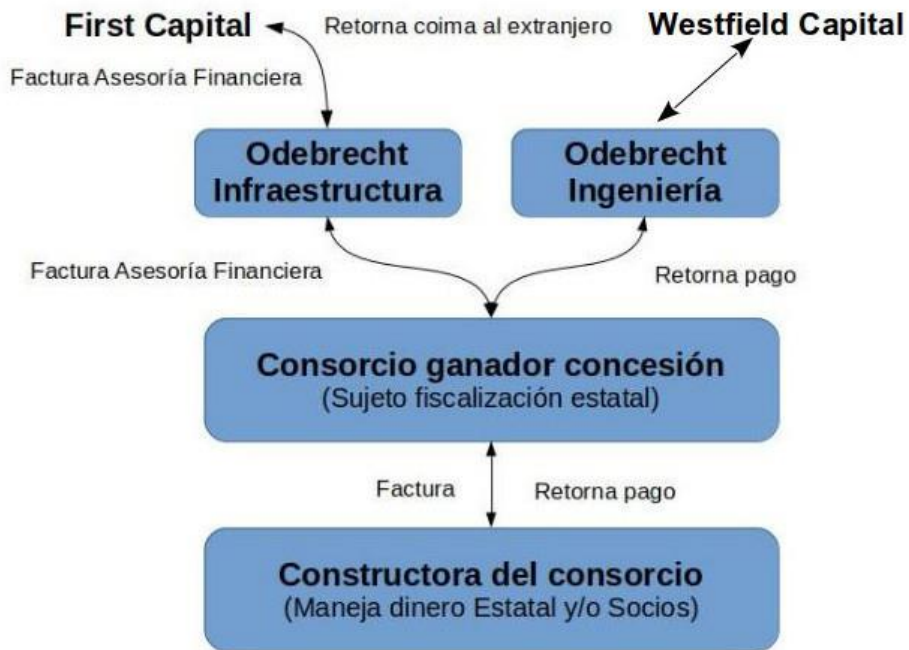 First Capital
Retorna coima al extranjero
Westfield Capital
Factura Asesoría Financiera
Odebrecht
Infraestructura
Odebrecht
Ingeniería
Factura Asesoría Financiera
Retorna pago
Consorcio ganador concesión
(Sujeto fiscalización estatal)
Factura
Retorna pago
Constructora del consorcio
(Maneja dinero Estatal y/o Socios)